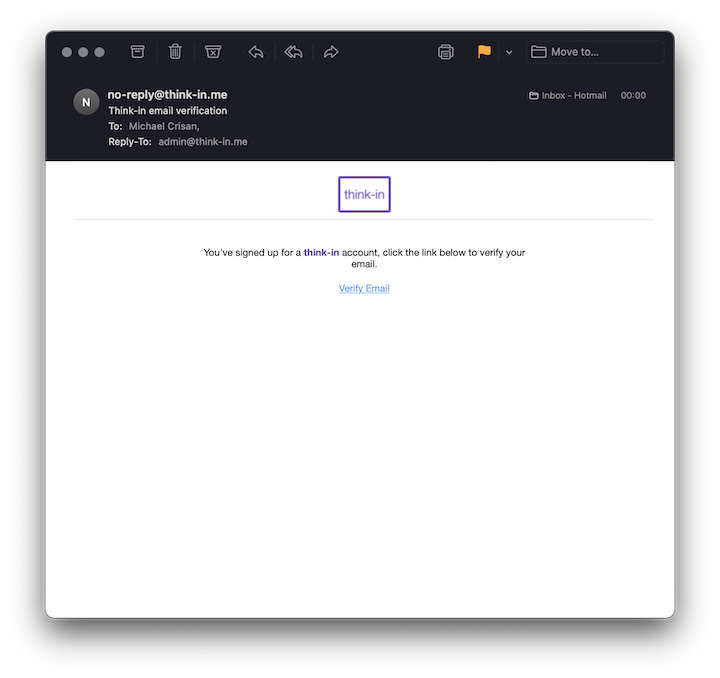 Move to...
N
no-reply@think-in.me
Inbox - Hotmail 00:00
Think-in email verification
To: Michael Crisan,
Reply-To: admin@think-in.me
think-in
You've signed up for a think-in account, click the link below to verify your
email.
Verify Email